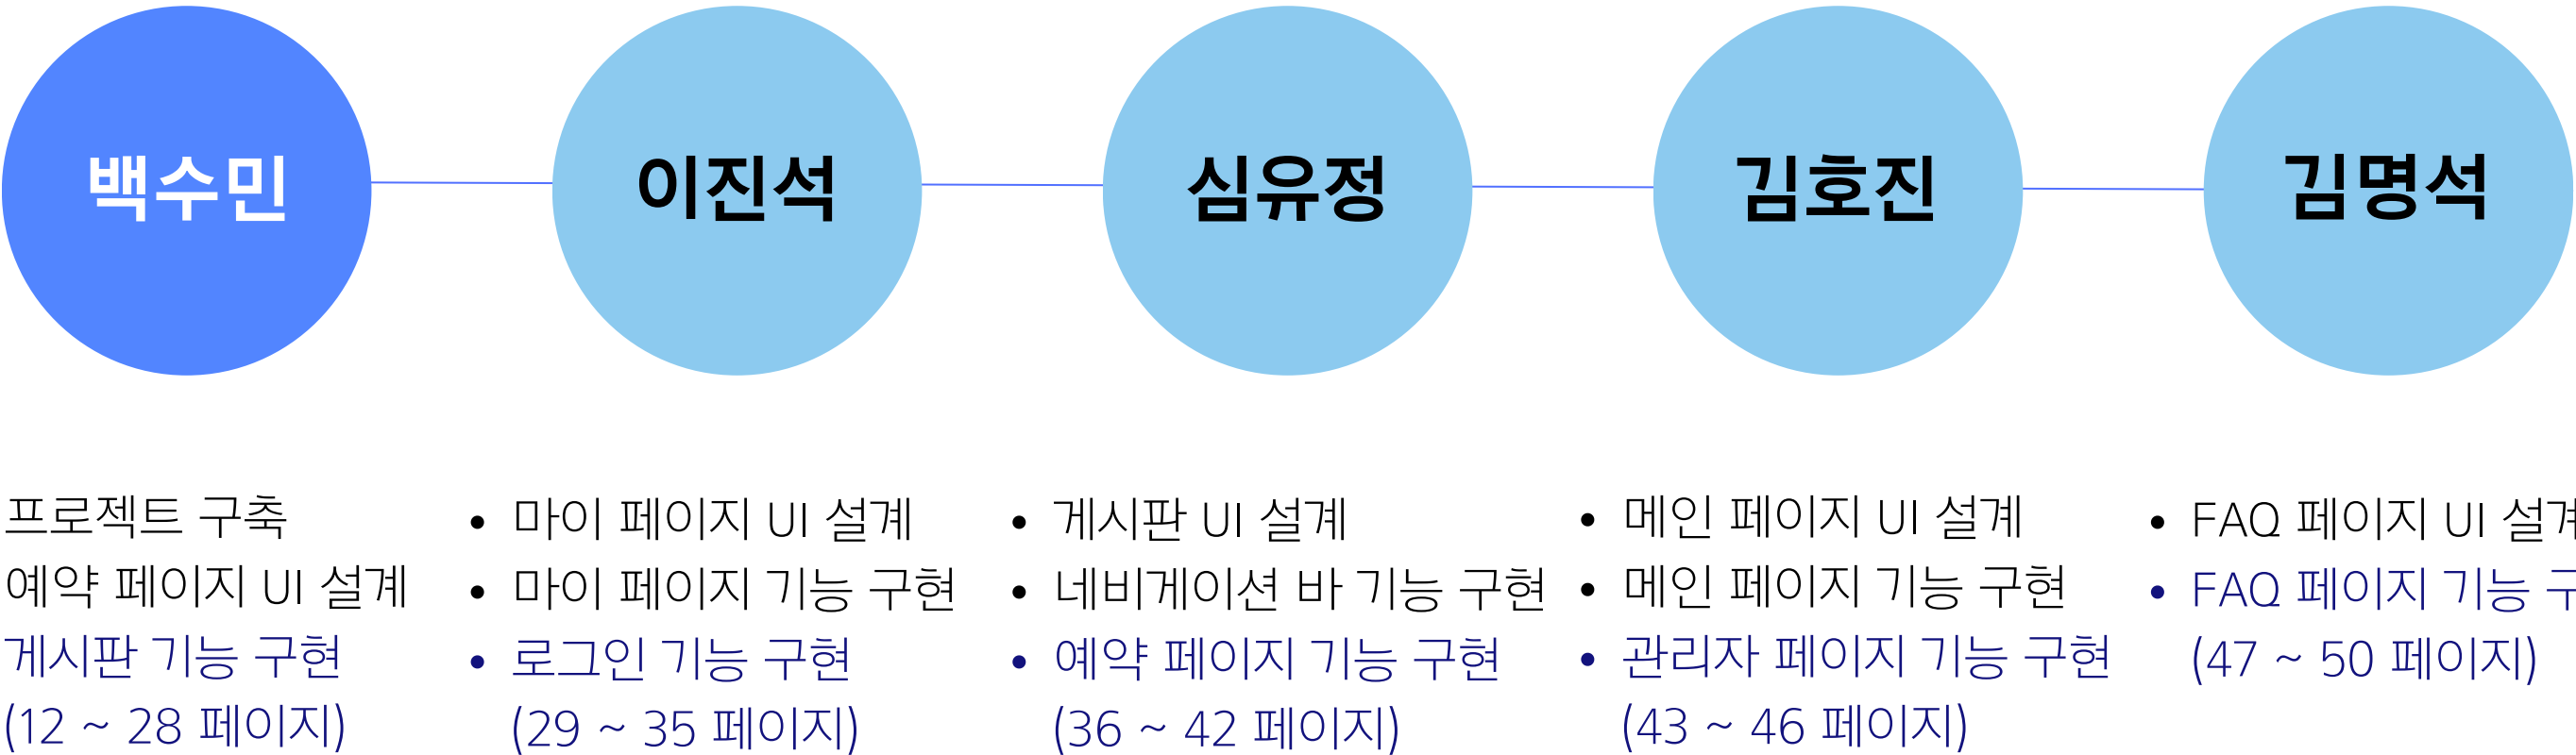 백수민
이진석
심유정
김호진
김명석
프로젝트 구축
예약 페이지 UI 설계
게시판 기능 구현
(12 ~ 28 페이지)
• 마이 페이지 UI 설계
• 마이 페이지 기능 구현
• 로그인 기능 구현
(29 ~ 35 페이지)
• 게시판 UI 설계
• 네비게이션 바 기능 구현
• 예약 페이지 기능 구현
(36 ~ 42 페이지)
• 메인 페이지 UI 설계
• 메인 페이지 기능 구현
• 관리자 페이지 기능 구현
(43 ~ 46 페이지)
• FAQ 페이지 UI 설계
• FAQ 페이지 기능
(47 ~ 50 페이지)